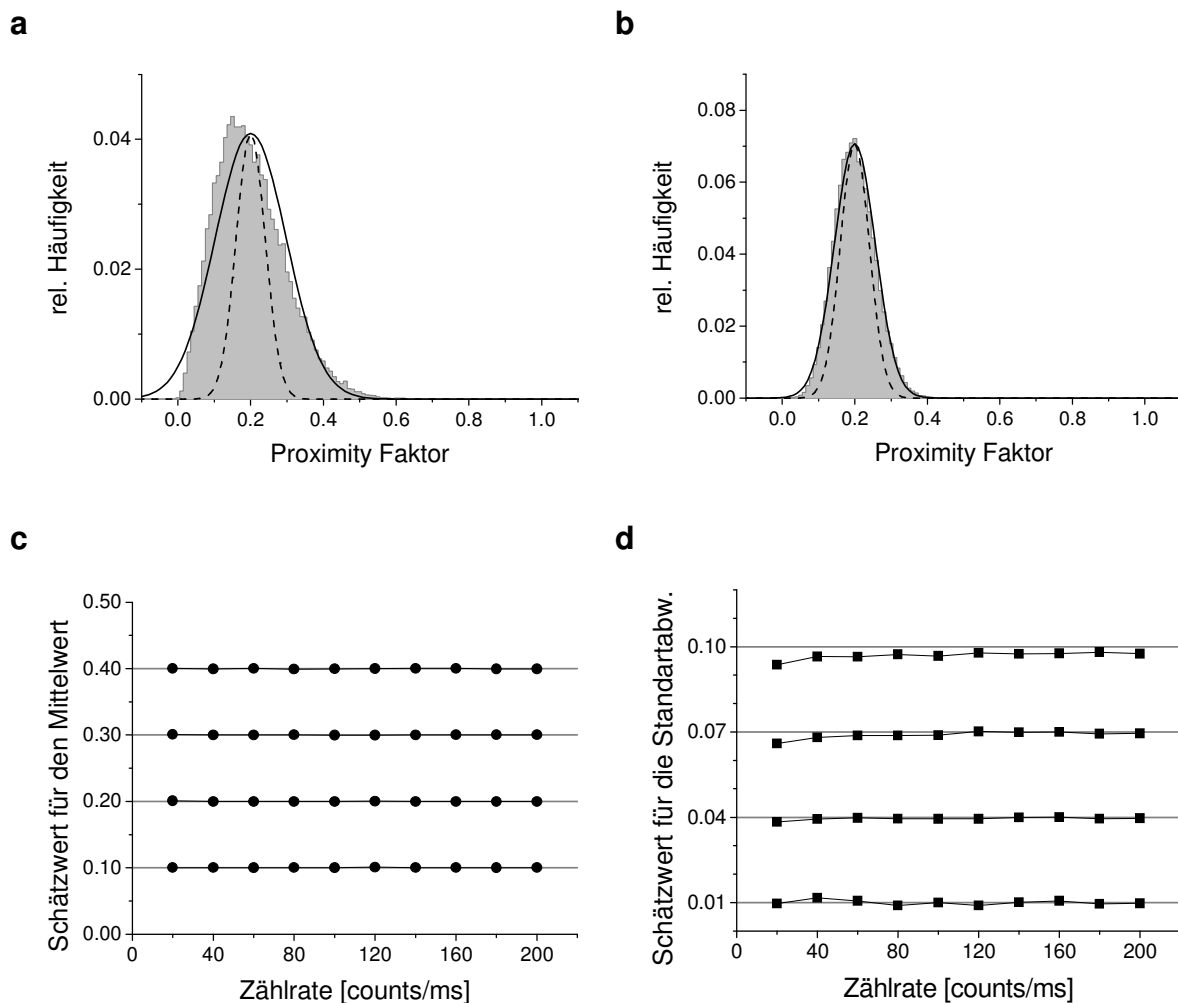 a
rel. Häufigkeit
0.04
0.02
0.00
0.0 0.2 0.4 0.6 0.8 1.0
Proximity Faktor
b
rel. Häufigkeit
0.08
0.06
0.04
0.02
0.00
0.0 0.2 0.4 0.6 0.8 1.0
Proximity Faktor
c
Schätzwert für den Mittelwert
0.50
0.40
0.30
0.20
0.10
0.00
0 40 80 120 160 200
Zählrate [counts/ms]
d
Schätzwert für die Standartabw.
0.10
0.07
0.04
0.01
0 40 80 120 160 200
Zählrate [counts/ms]